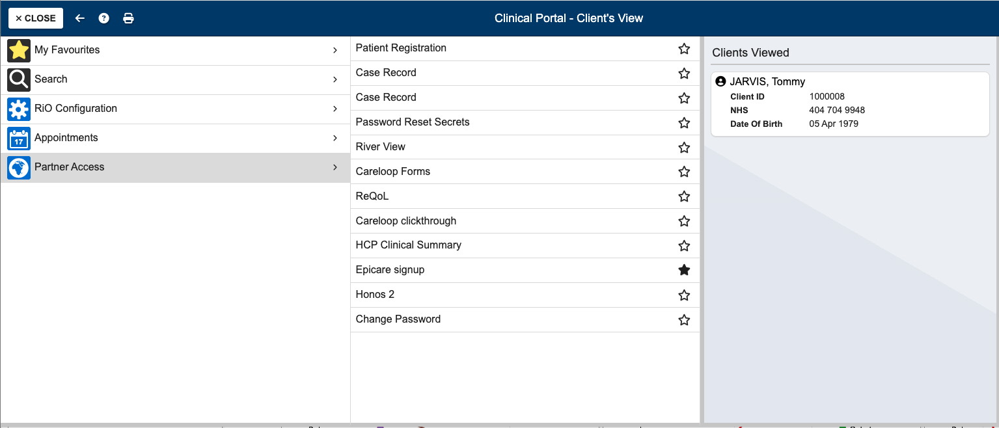 × CLOSE
Clinical Portal - Client's View
My Favourites
Search
RiO Configuration
17
Appointments
Partner Access
Patient Registration
Case Record
Case Record
Password Reset Secrets
River View
Careloop Forms
ReQoL
Careloop clickthrough
HCP Clinical Summary
Epicare signup
Honos 2
Change Password
Clients Viewed
JARVIS, Tommy
Client ID 1000008
NHS 404 704 9948
Date Of Birth 05 Apr 1979